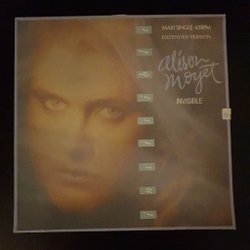 MAXI SINGLE 45RPM
EXTENDED VERSION
alison
moyet
INVISIBLE